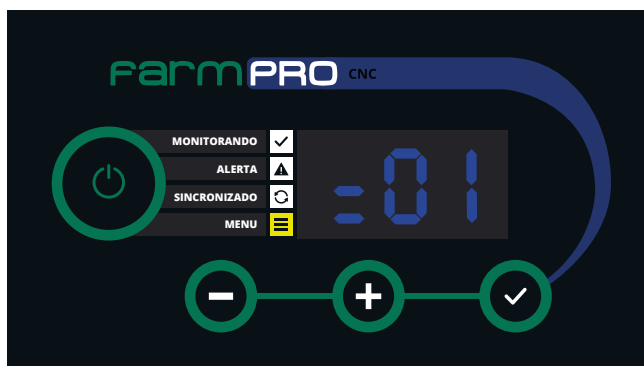 farmPRO CNC
MONITORANDO
ALERTA
SINCRONIZADO
MENU
=01